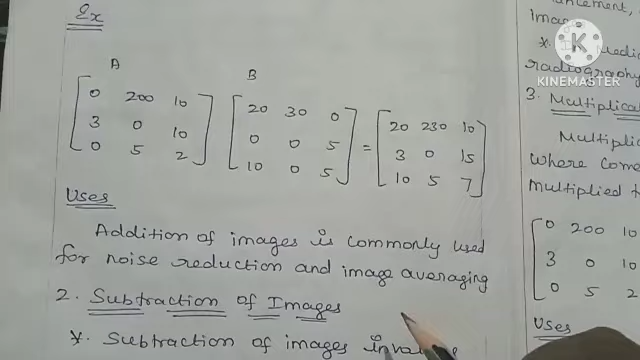 Ex
A B
0 200 10 20 30 0 20 230 10
3 0 10 0 0 5 = 3 0 15
0 5 2 10 0 5 10 5 7
Uses
Addition of images is commonly used
for noise reduction and image averaging
2. Subtraction of Images
* Subtraction of images
radiography
3. Multiplica
Multiplic
where
multiplied
0 200 10
3 0 10
0 5 2
Uses
KINEMASTER